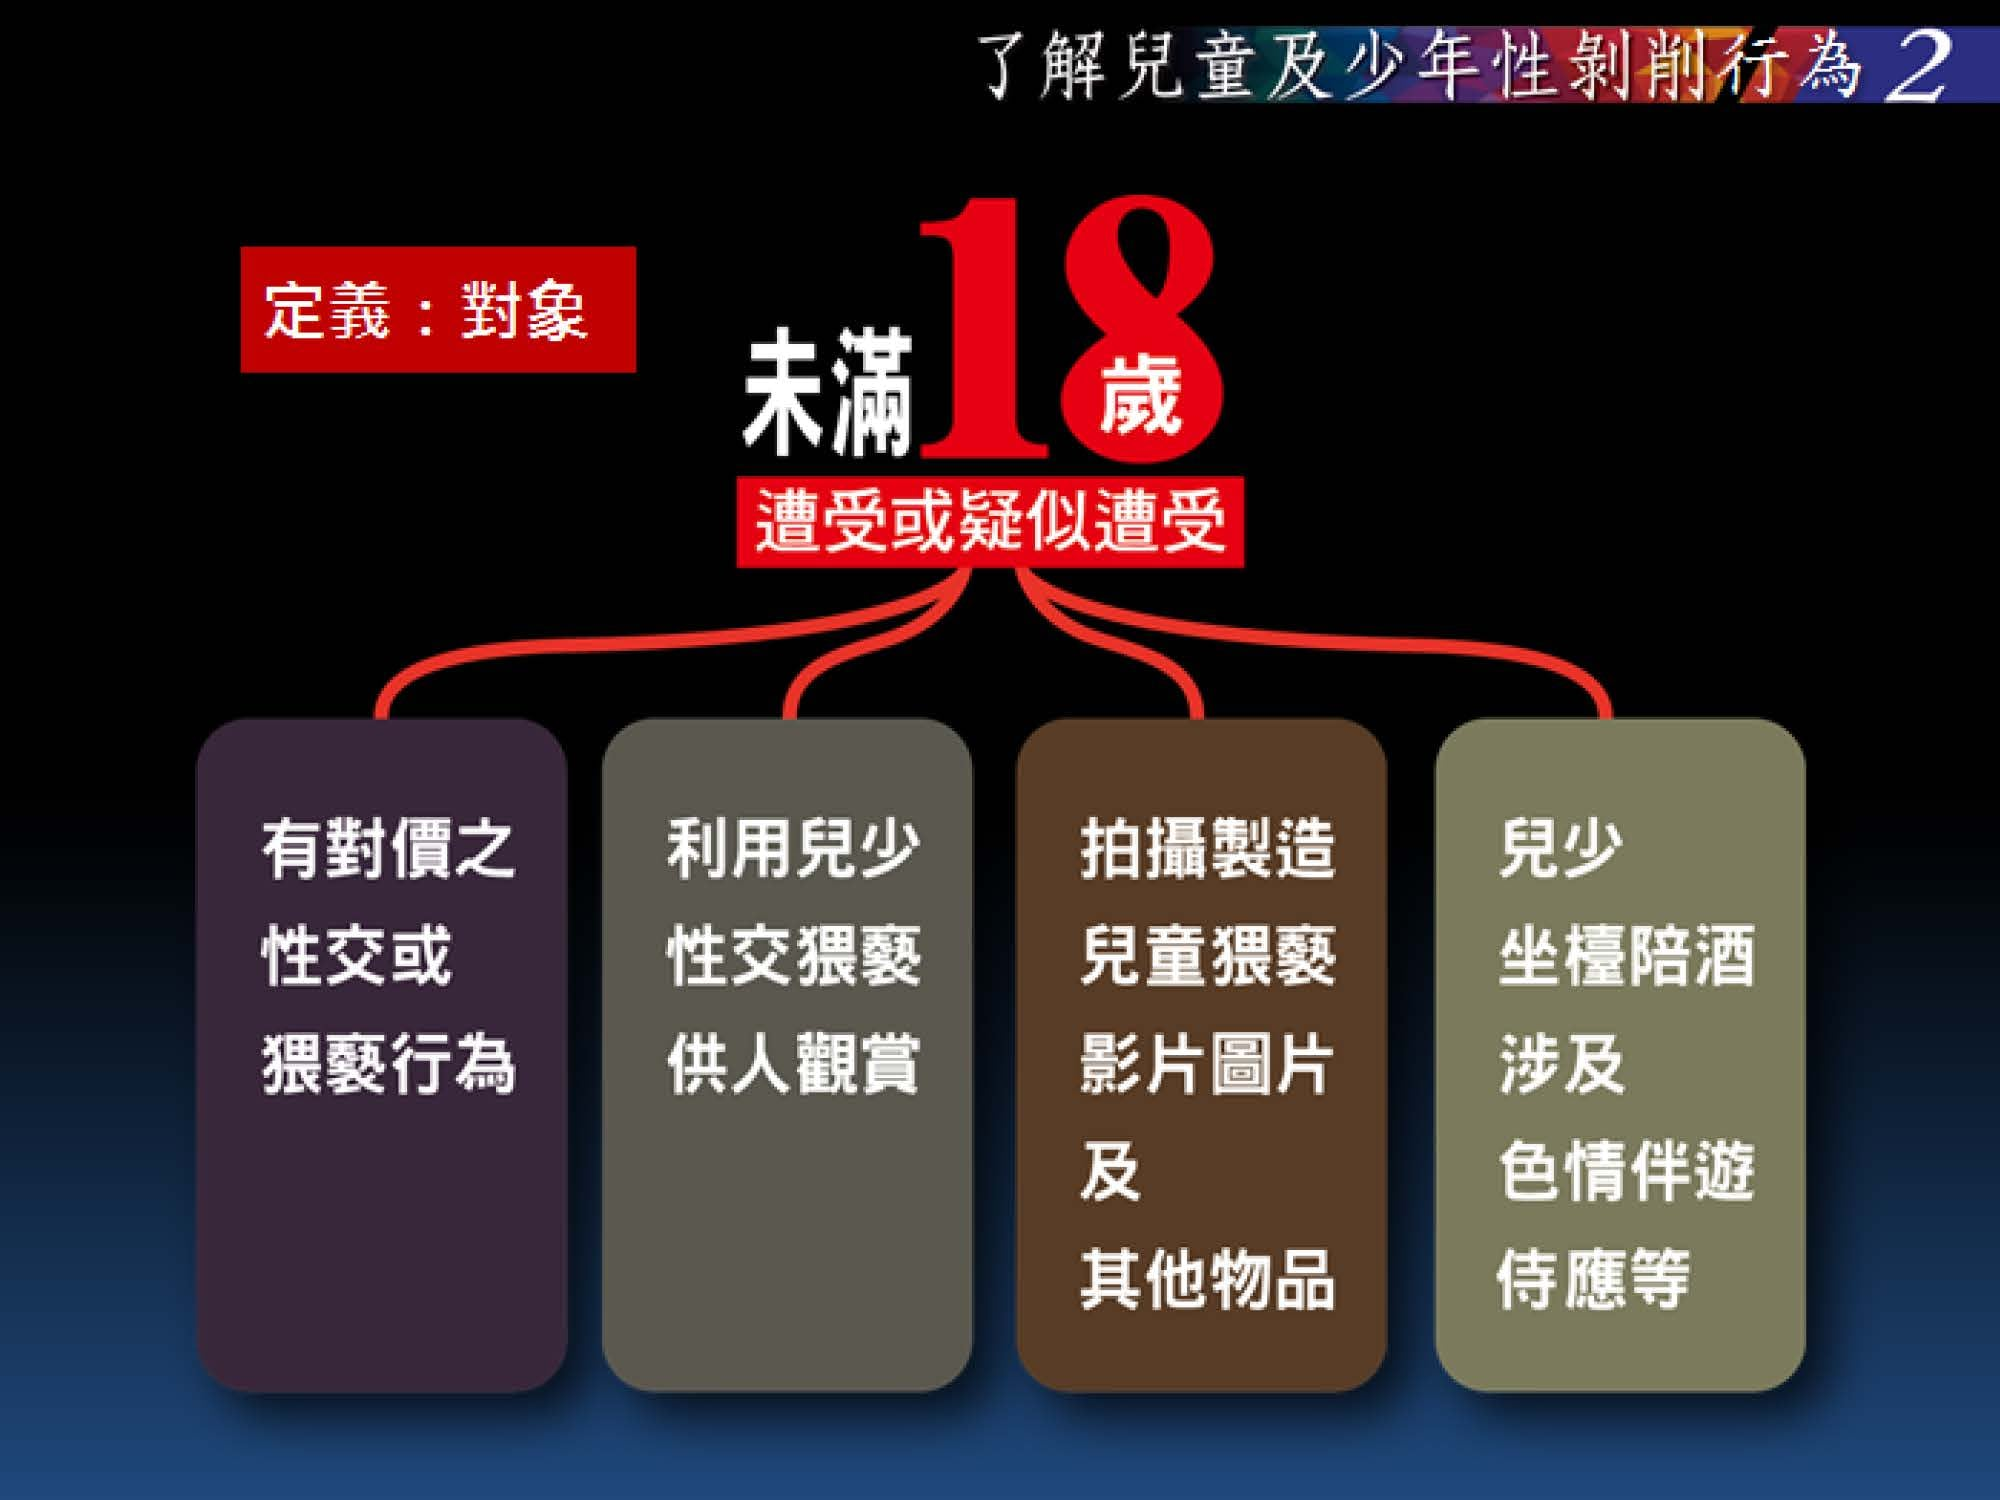 了解兒童及少年性剝削行為2
定義：對象
未滿18歲
遭受或疑似遭受
有對價之
性交或
猥褻行為
利用兒少
性交猥褻
供人觀賞
拍攝製造
兒童猥褻
影片圖片
及
其他物品
兒少
坐檯陪酒
涉及
色情伴遊
侍應等